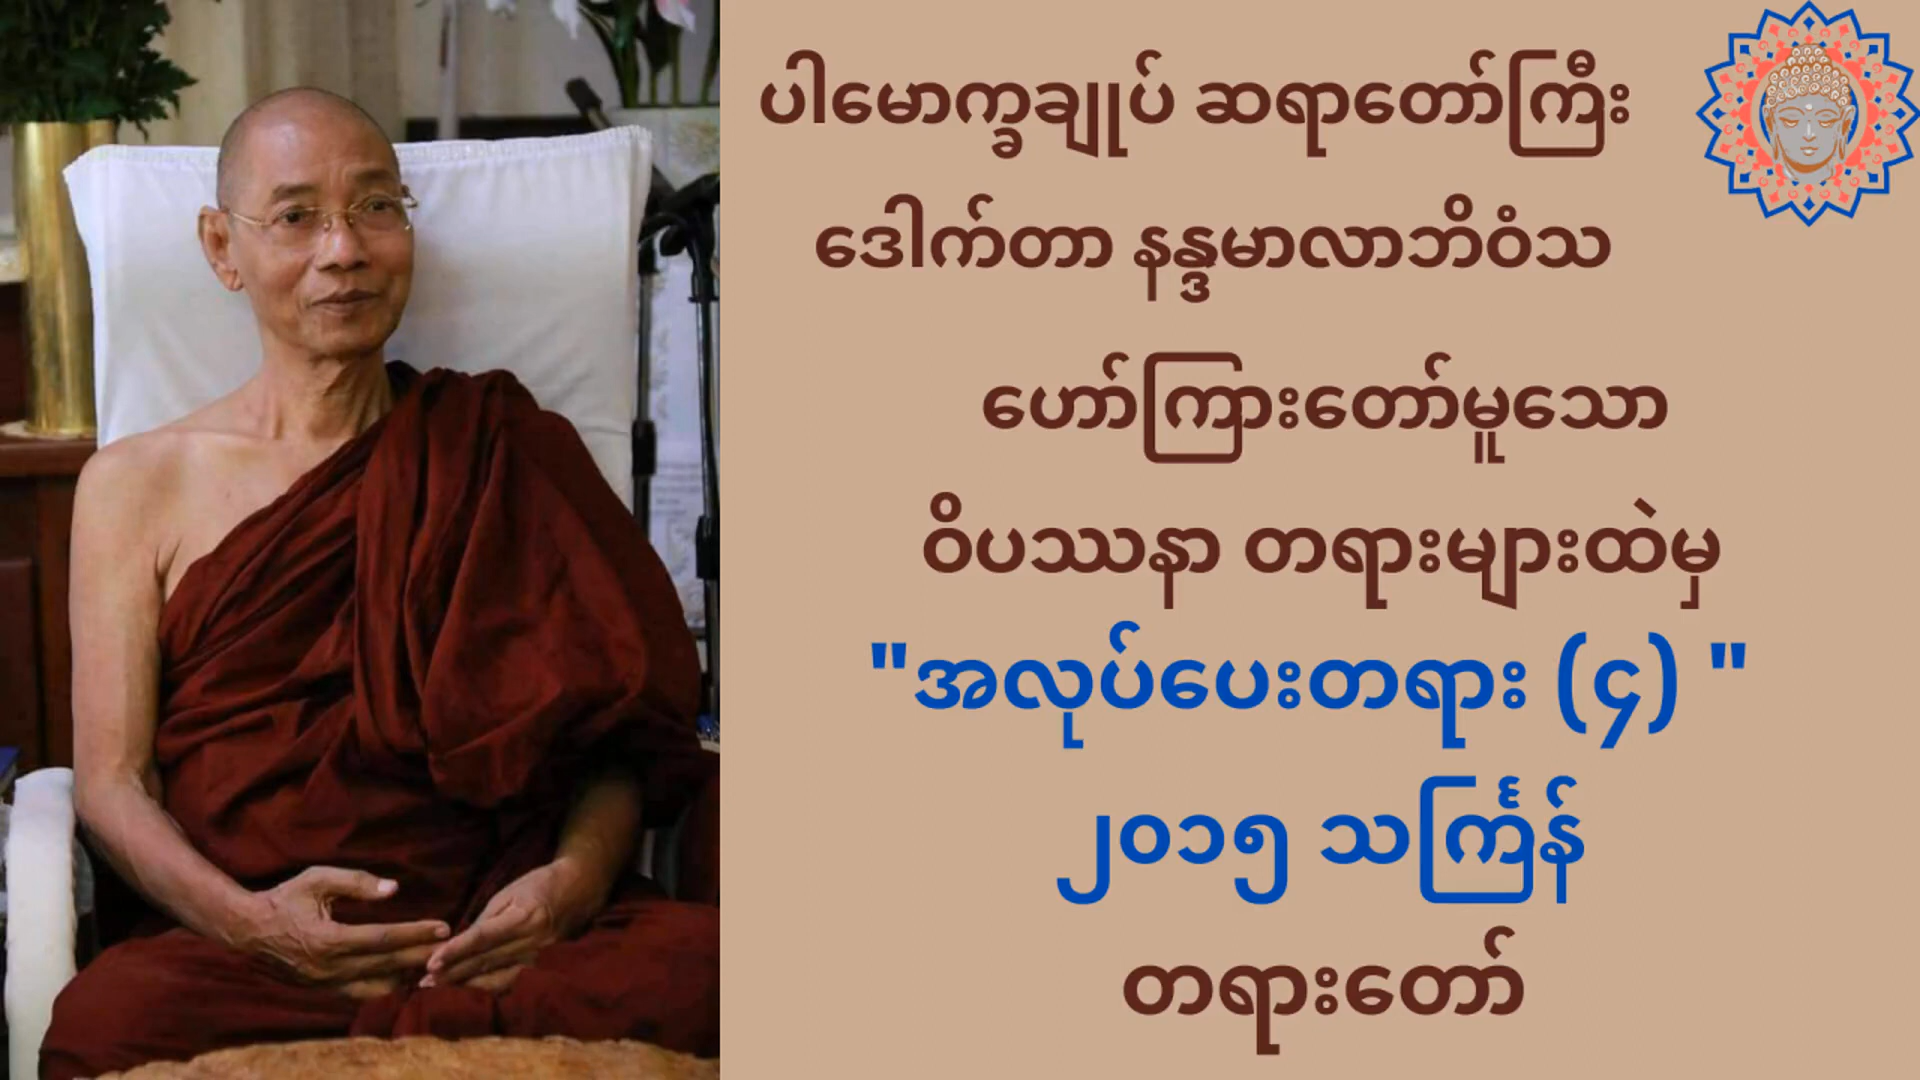 ပါမောက္ခချုပ် ဆရာတော်ကြီး
ဒေါက်တာ နန္ဒမာလာဘိဝံသ
ဟော်ကြားတော်မူသော
ဝိပဿနာ တရားများထဲမှ
"အလုပ်ပေးတရား (၄) "
၂၀၁၅ သင်္ကြန်
တရားတော်